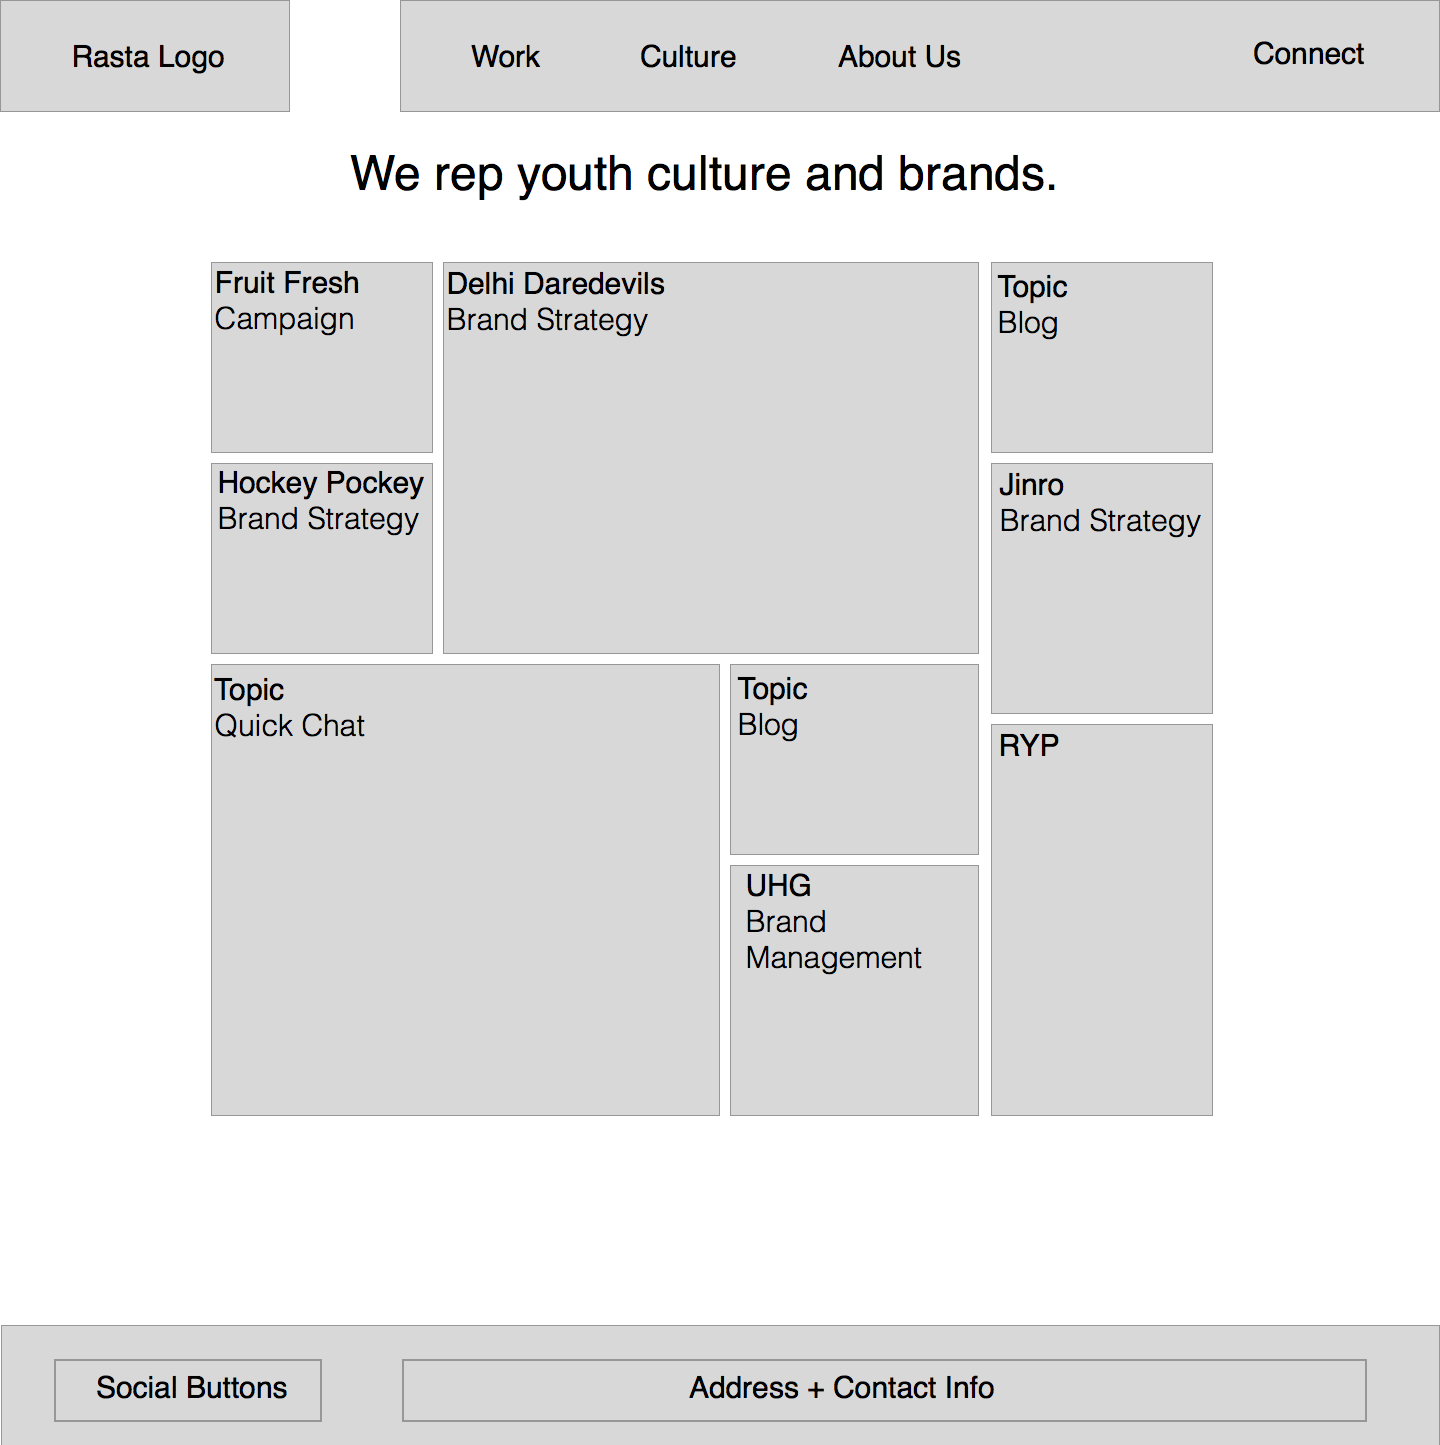 Rasta Logo
Work
Culture
About Us
Connect
We rep youth culture and brands.
Fruit Fresh
Campaign
Delhi Daredevils
Brand Strategy
Topic
Blog
Hockey Pockey
Brand Strategy
Jinro
Brand Strategy
Topic
Quick Chat
Topic
Blog
RYP
UHG
Brand
Management
Social Buttons
Address + Contact Info